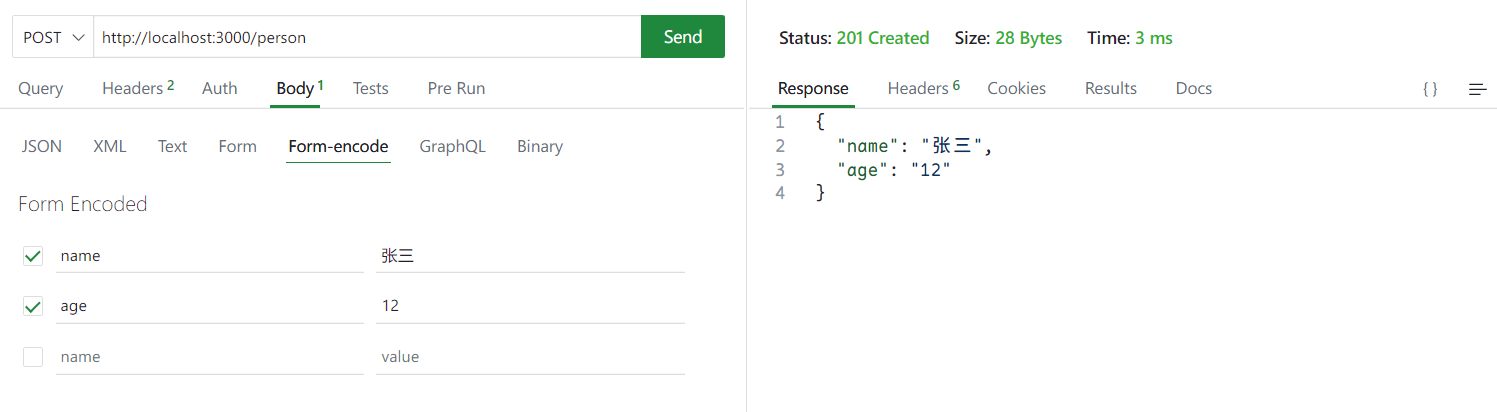 POST http://localhost:3000/person Send
Query Headers 2 Auth Body 1 Tests Pre Run
JSON XML Text Form Form-encode GraphQL Binary
Form Encoded
name 张三
age 12
name value
Status: 201 Created Size: 28 Bytes Time: 3 ms
Response Headers 6 Cookies Results Docs { }
1 {
2 "name": "张三",
3 "age": "12"
4 }